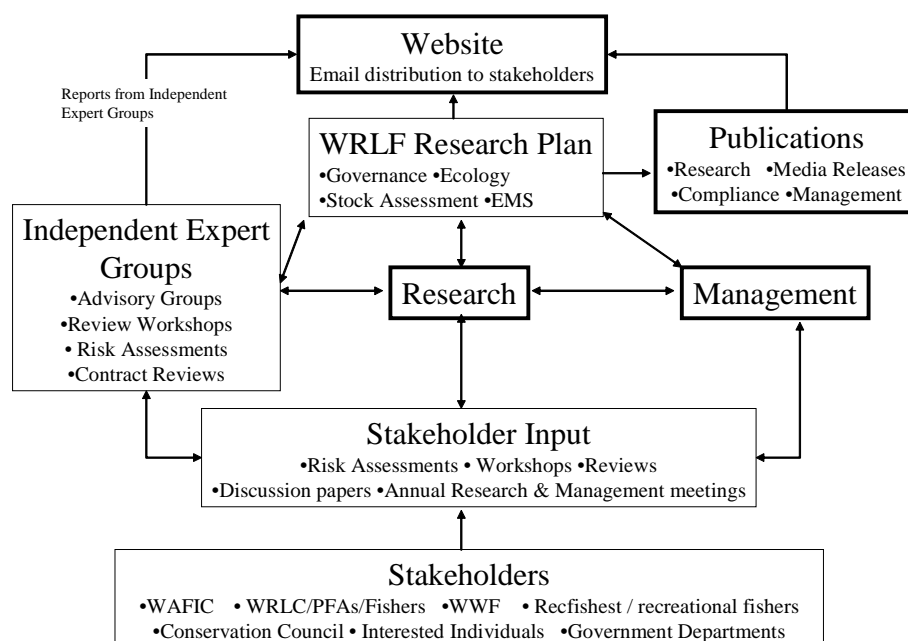 Website
Email distribution to stakeholders
Reports from Independent
Expert Groups
WRLF Research Plan
•Governance •Ecology
•Stock Assessment •EMS
Publications
•Research •Media Releases
•Compliance •Management
Independent Expert
Groups
•Advisory Groups
•Review Workshops
• Risk Assessments
•Contract Reviews
Research
Management
Stakeholder Input
•Risk Assessments • Workshops •Reviews
•Discussion papers •Annual Research & Management meetings
Stakeholders
•WAFIC • WRLC/PFAs/Fishers •WWF • Recfishest / recreational fishers
•Conservation Council • Interested Individuals •Government Departments